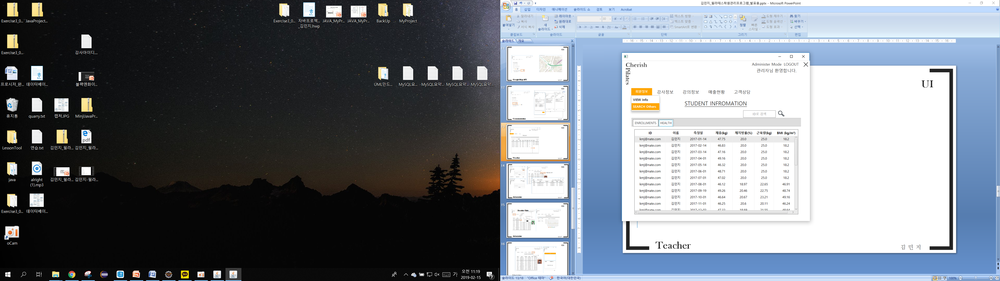 Exercise3_0...
JavaProject...
Exercise3_0...
자바프로젝...
_김민지.hwp
JAVA_MyPr...
JAVA_MyPr...
BackUp
MyProject
Exercise3_0...
강사아이디....
프로시저_완...
데이터베이...
블랙앤화이...
UML만드...
MySQL요...
MySQL요약...
MySQL요약...
MySQL요약...
휴지통
quarry.txt
캡처.JPG
MinjiJavaPr...
LessonTool
연습.txt
김민지_필라...
김민지_필라...
java
alright
(1).mp3
김민지_필라...
김민지-필라...
Exercise3_0...
데이터베이...
oCam
오전 11:19
2019-02-15
가
7
TALK
김민지_필라테스학원관리프로그램_발표용.pptx - Microsoft PowerPoint
홈 삽입 디자인 애니메이션 슬라이드 쇼 검토 보기 Acrobat
붙여넣기
잘라내기
복사
서식 복사
클립보드
새
슬라이드
레이아웃
원래대로
삭제
슬라이드
30
글꼴
텍스트 방향
텍스트 맞춤
SmartArt로 변환
단락
정렬
빠른
스타일
도형 채우기
도형 윤곽선
도형 효과
그리기
찾기
바꾸기
선택
편집
슬라이드 개요
11
UI
Google Map API
12
Communication
13
UI
Teacher
14
UI
Administer
15
UI
Double Click
Administer
16
UI
Cherish
Pilates
Administer Mode LOGOUT
관리자님 환영합니다.
회원정보 강사정보 강의정보 매출현황 고객상담
VIEW Info
SEARCH Others
STUDENT INFROMATION
ID로 검색
ENROLLMENTS HEALTH
ID 이름 측정일 체중(kg) 체지방률(%) 근육량(kg) BMI (kg/m²)
kmj@nate.com 김민지 2017-01-14 47.75 20.0 25.0 18.2
kmj@nate.com 김민지 2017-02-14 46.83 20.0 25.0 18.2
kmj@nate.com 김민지 2017-03-14 47.16 20.0 25.0 18.2
kmj@nate.com 김민지 2017-04-01 49.16 20.0 25.0 18.2
kmj@nate.com 김민지 2017-05-14 46.32 20.0 25.0 18.2
kmj@nate.com 김민지 2017-06-01 48.71 20.0 25.0 18.2
kmj@nate.com 김민지 2017-07-01 47.02 20.0 25.0 18.2
kmj@nate.com 김민지 2017-08-01 46.12 18.97 22.65 46.91
kmj@nate.com 김민지 2017-09-19 49.26 20.46 22.75 48.74
kmj@nate.com 김민지 2017-10-01 46.64 20.67 23.21 49.16
kmj@nate.com 김민지 2017-11-01 46.25 20.6 20.11 46.24
kmj@nate.com 김민지 2017-12-02 47.32 18.69 21.55 48.64
UI
Teacher
김 민 지
슬라이드 13/18 "Office 테마" 한국어(대한민국)
100%